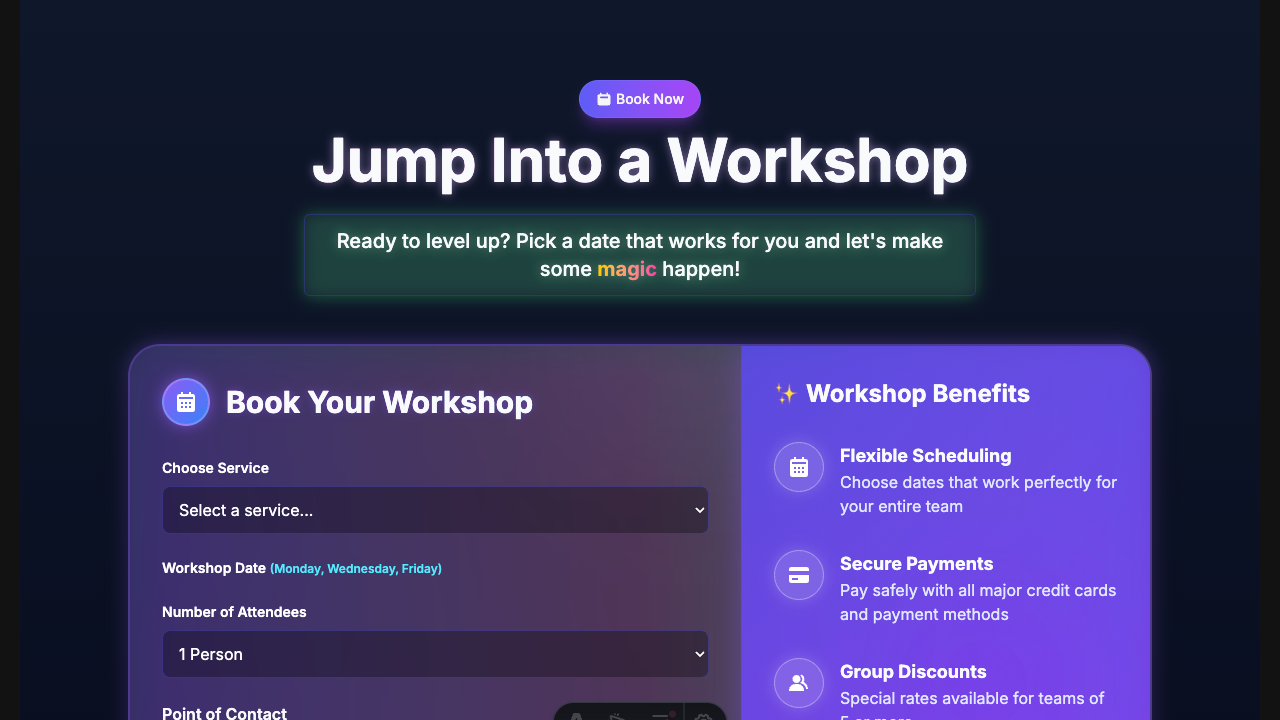 Book Now
Jump Into a Workshop
Ready to level up? Pick a date that works for you and let's make
some magic happen!
Book Your Workshop
Choose Service
Select a service...
Workshop Date (Monday, Wednesday, Friday)
Number of Attendees
1 Person
Point of Contact
Workshop Benefits
Flexible Scheduling
Choose dates that work perfectly for
your entire team
Secure Payments
Pay safely with all major credit cards
and payment methods
Group Discounts
Special rates available for teams of
5 or more